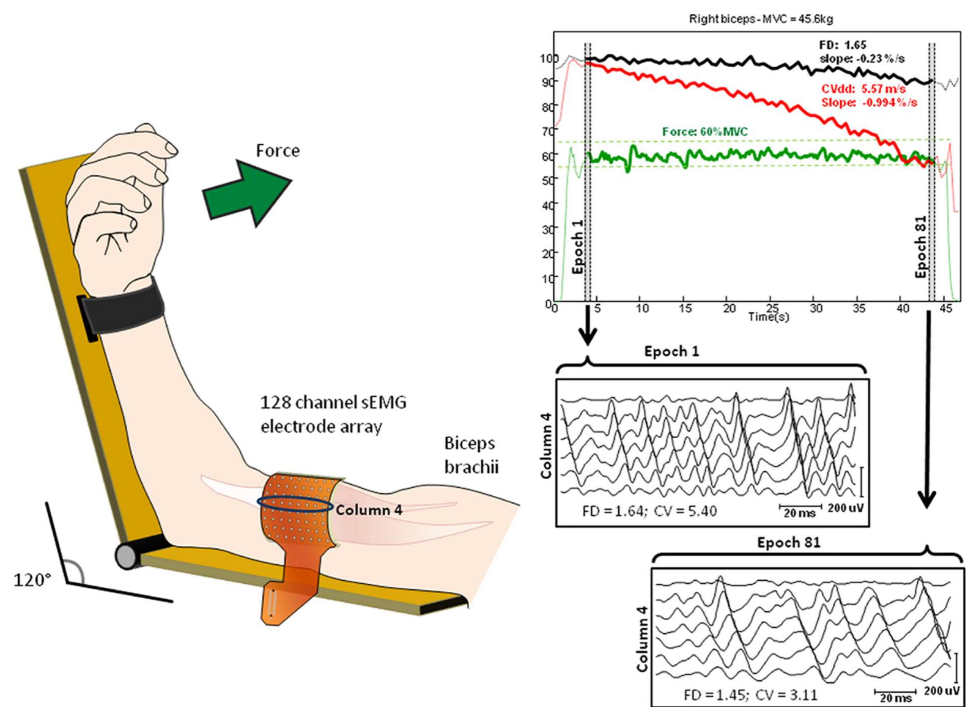 Force
128 channel sEMG
electrode array
Biceps
brachii
Column 4
120°
Right biceps - MVC = 45.6kg
FD: 1.65
slope: -0.23%/s
CVdd: 5.57 m/s
Slope: -0.994%/s
Force: 60%MVC
100
90
80
70
60
50
40
30
20
10
0
Epoch 1
Epoch 81
0 5 10 15 20 25 30 35 40 45
Time(s)
Epoch 1
Column 4
FD = 1.64; CV = 5.40
20 ms
200 uV
Epoch 81
Column 4
FD = 1.45; CV = 3.11
20 ms
200 uV